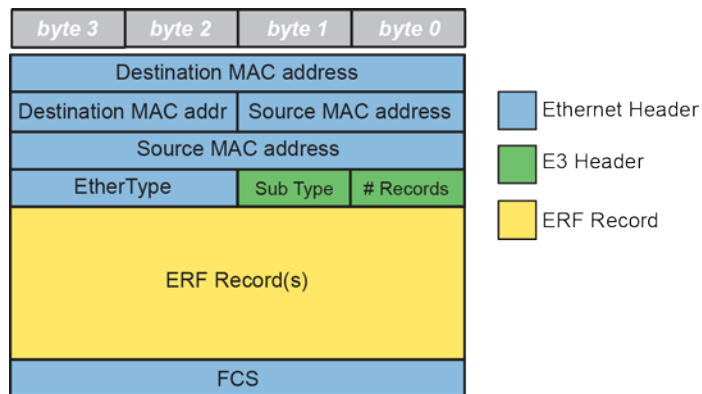 byte 3 byte 2 byte 1 byte 0
Destination MAC address
Destination MAC addr Source MAC address
Source MAC address
EtherType Sub Type # Records
ERF Record(s)
FCS
Ethernet Header
E3 Header
ERF Record